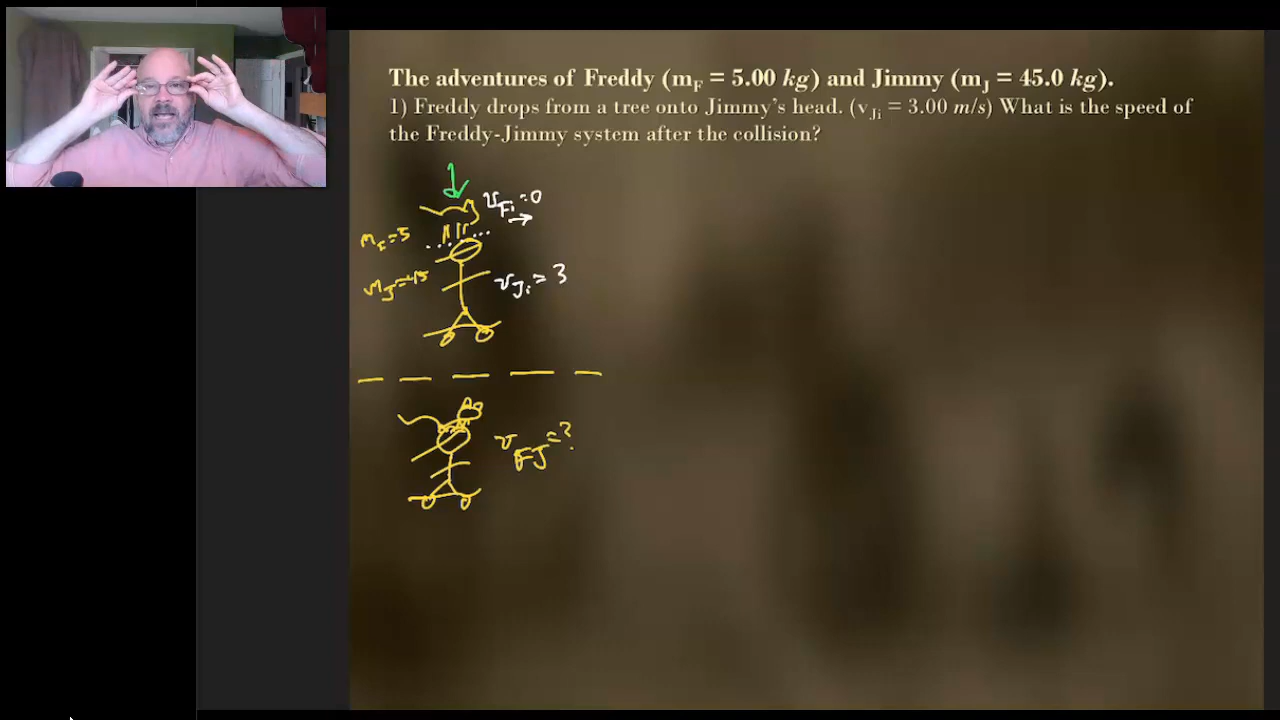 The adventures of Freddy (mF = 5.00 kg) and Jimmy (mJ = 45.0 kg).
1) Freddy drops from a tree onto Jimmy's head. (vJi = 3.00 m/s) What is the speed of
the Freddy-Jimmy system after the collision?
vFi = 0
mF = 5
mJ = 45
vJi = 3
vFJ = ?